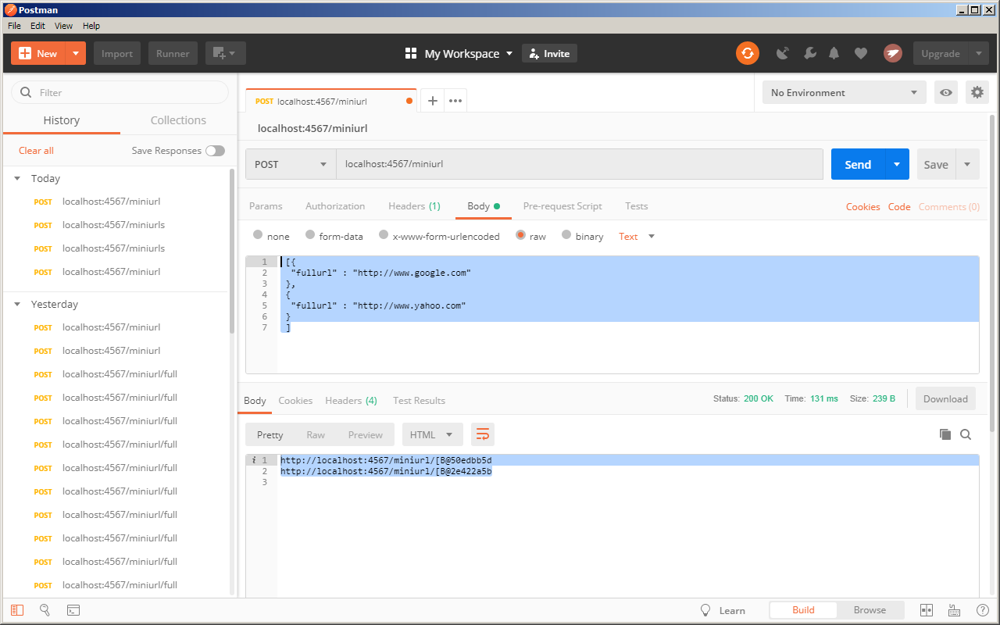 Postman
File Edit View Help
New Import Runner My Workspace Invite Upgrade
Filter
History Collections
Clear all Save Responses
Today
POST localhost:4567/miniurl
POST localhost:4567/miniurls
POST localhost:4567/miniurls
POST localhost:4567/miniurl
Yesterday
POST localhost:4567/miniurl
POST localhost:4567/miniurl
POST localhost:4567/miniurl/full
POST localhost:4567/miniurl/full
POST localhost:4567/miniurl/full
POST localhost:4567/miniurl/full
POST localhost:4567/miniurl/full
POST localhost:4567/miniurl/full
POST localhost:4567/miniurl/full
POST localhost:4567/miniurl/full
POST localhost:4567/miniurl/full
POST localhost:4567/miniurl/full
POST localhost:4567/miniurl
No Environment
localhost:4567/miniurl
POST localhost:4567/miniurl Send Save
Params Authorization Headers (1) Body Pre-request Script Tests Cookies Code Comments (0)
none form-data x-www-form-urlencoded raw binary Text
1 [{
2 "fullurl" : "http://www.google.com"
3 },
4 {
5 "fullurl" : "http://www.yahoo.com"
6 }
7 ]
Body Cookies Headers (4) Test Results Status: 200 OK Time: 131 ms Size: 239 B Download
Pretty Raw Preview HTML
i 1 http://localhost:4567/miniurl/[B@50edbb5d
2 http://localhost:4567/miniurl/[B@2e422a5b
3
Learn Build Browse